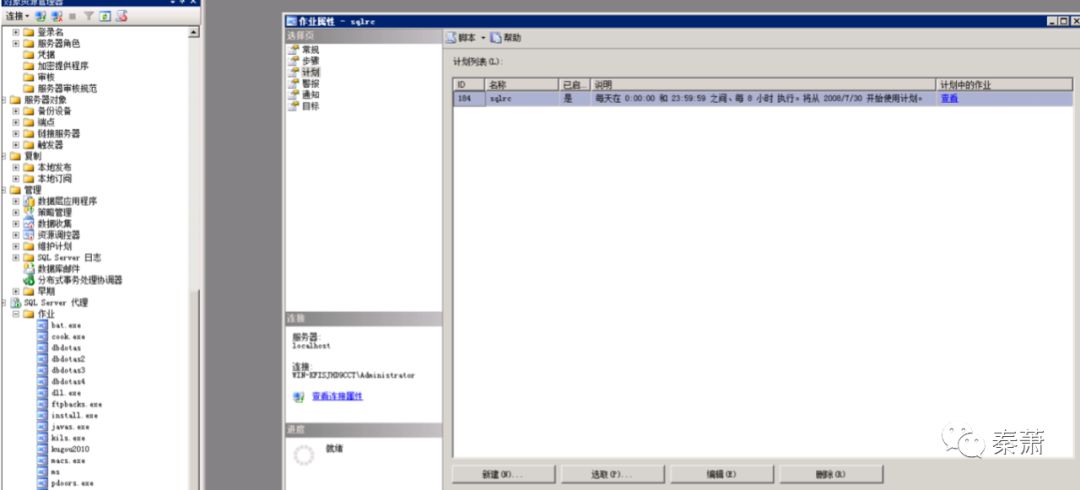 对象资源管理器
连接
登录名
服务器角色
凭据
加密提供程序
审核
服务器审核规范
服务器对象
备份设备
端点
链接服务器
触发器
复制
本地发布
本地订阅
管理
数据层应用程序
策略管理
数据收集
资源调控器
维护计划
SQL Server 日志
数据库邮件
分布式事务处理协调器
早期
SQL Server 代理
作业
bat.exe
cook.exe
dbdotas
dbdotas2
dbdotas3
dbdotas4
dll.exe
ftpbacks.exe
install.exe
javas.exe
kils.exe
kugou2010
macs.exe
ms
pdoors.exe
作业属性 - sqlrc
选择页
常规
步骤
计划
警报
通知
目标
连接
服务器:
localhost
连接:
WIN-KFISJMD9CCT\Administrator
查看连接属性
进度
就绪
脚本 帮助
计划列表(L):
ID 名称 已启... 说明 计划中的作业
184 sqlrc 是 每天在 0:00:00 和 23:59:59 之间、每 8 小时 执行。将从 2008/7/30 开始使用计划。 查看
新建(N)... 选取(P)... 编辑(E) 删除(R)
秦萧